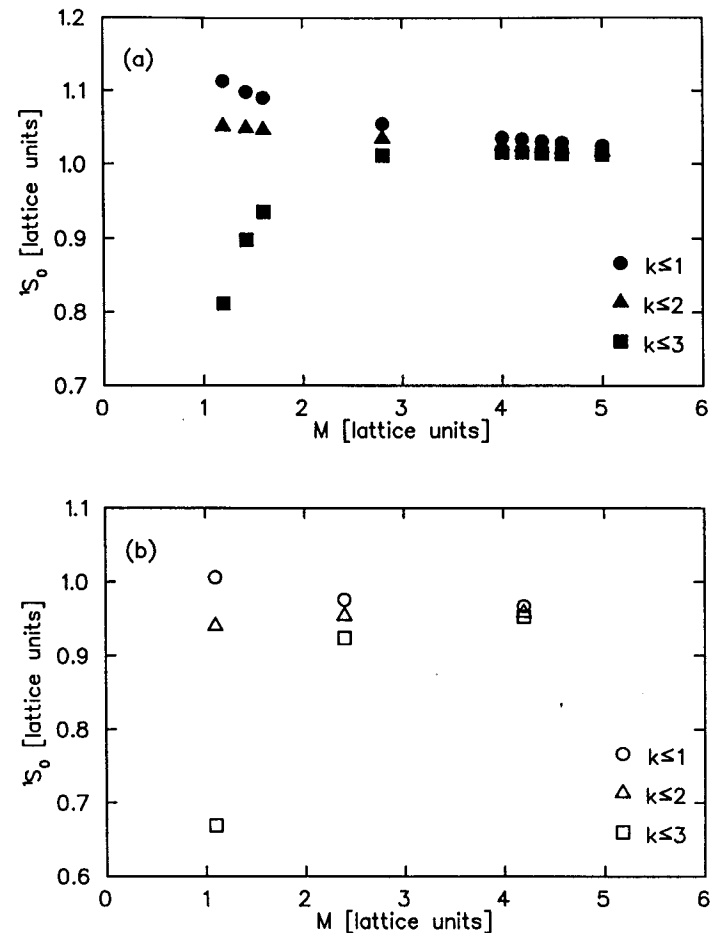 (a)
1.2
1.1
1.0
0.9
0.8
0.7
¹S₀ [lattice units]
k≤1
k≤2
k≤3
0 1 2 3 4 5 6
M [lattice units]
(b)
1.1
1.0
0.9
0.8
0.7
0.6
¹S₀ [lattice units]
k≤1
k≤2
k≤3
0 1 2 3 4 5 6
M [lattice units]